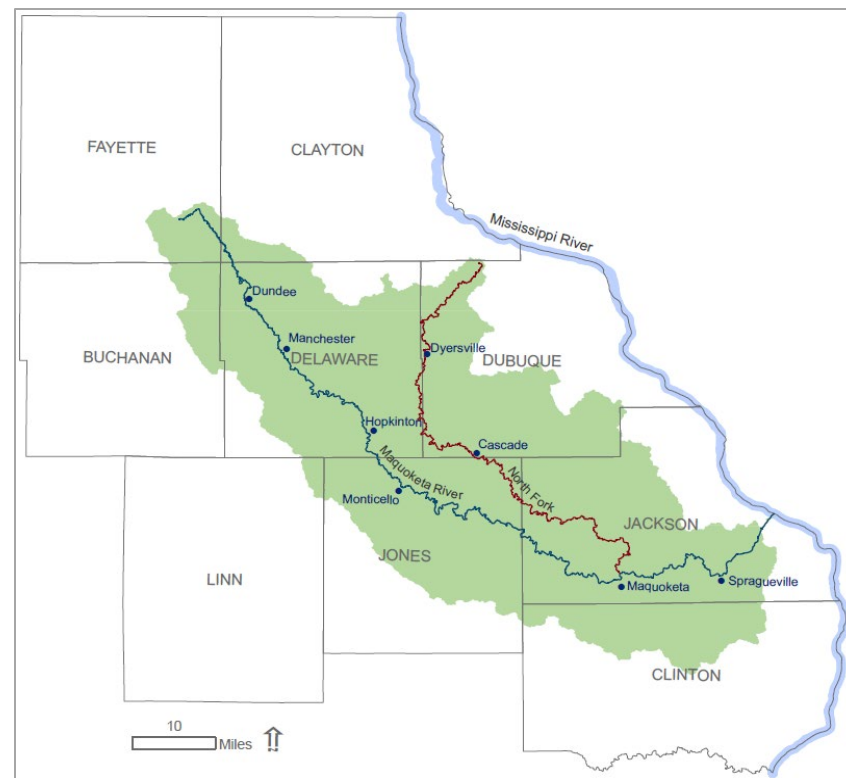 FAYETTE
CLAYTON
Mississippi River
Dundee
Manchester
BUCHANAN
DELAWARE
Dyersville
DUBUQUE
Hopkinton
Cascade
Maquoketa River
North Fork
Monticello
JACKSON
JONES
LINN
Maquoketa
Spragueville
CLINTON
10
Miles